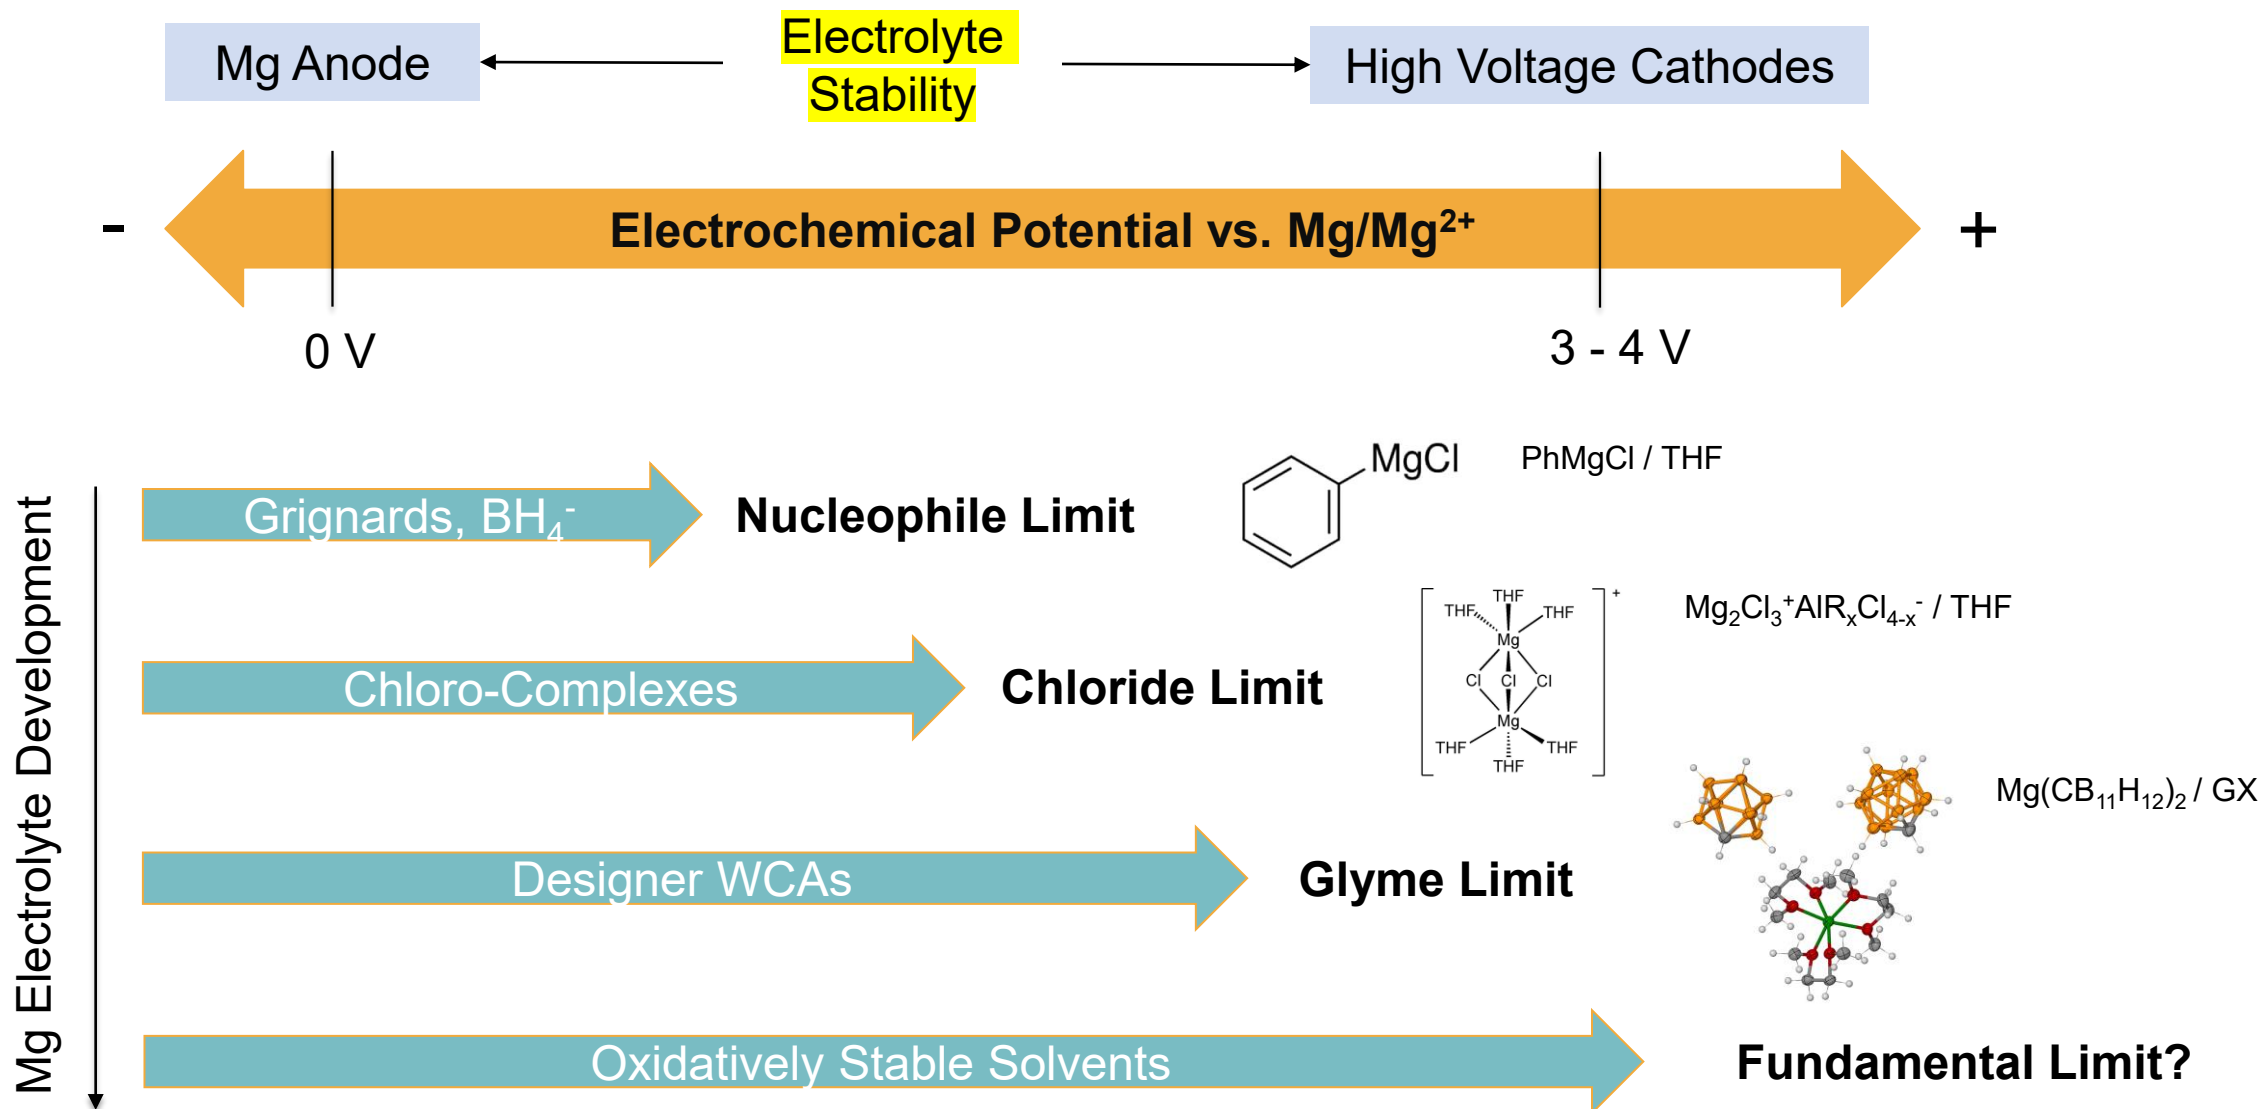 Mg Anode
Electrolyte
Stability
High Voltage Cathodes
-
Electrochemical Potential vs. Mg/Mg²⁺
+
0 V
3 - 4 V
Mg Electrolyte Development
Grignards, BH₄⁻
Nucleophile Limit
MgCl
PhMgCl / THF
Chloro-Complexes
Chloride Limit
+
THF THF THF
Mg
Cl Cl Cl
Mg
THF THF
THF
Mg₂Cl₃⁺AlRₓCl₄₋ₓ⁻ / THF
Designer WCAs
Glyme Limit
Mg(CB₁₁H₁₂)₂ / GX
Oxidatively Stable Solvents
Fundamental Limit?